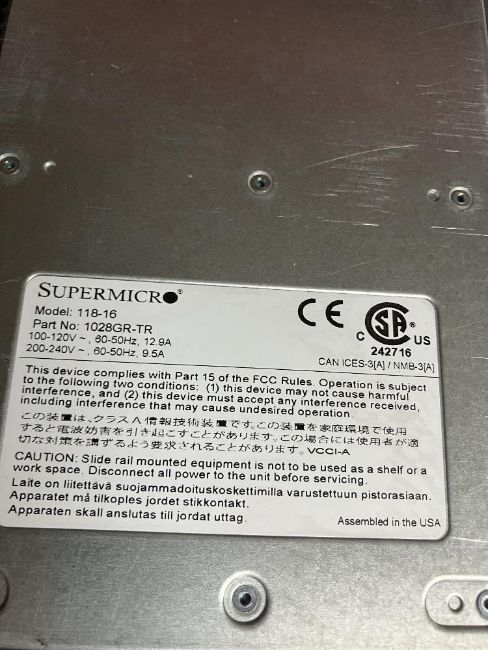 SUPERMICRO®
Model: 118-16
Part No: 1028GR-TR
100-120V ~, 60-50Hz, 12.9A
200-240V ~, 60-50Hz, 9.5A
CE
C SA® US
242716
CAN ICES-3[A] / NMB-3[A]
This device complies with Part 15 of the FCC Rules. Operation is subject
to the following two conditions: (1) this device may not cause harmful
interference, and (2) this device must accept any interference received,
including interference that may cause undesired operation.
この装置は、クラスA情報技術装置です。この装置を家庭環境で使用
すると電波妨害を引き起こすことがあります。この場合には使用者が適
切な対策を講ずるよう要求されることがあります。VCCI-A
CAUTION: Slide rail mounted equipment is not to be used as a shelf or a
work space. Disconnect all power to the unit before servicing.
Laite on liitettävä suojamaadoituskoskettimilla varustettuun pistorasiaan.
Apparatet må tilkoples jordet stikkontakt.
Apparaten skall anslutas till jordat uttag.
Assembled in the USA